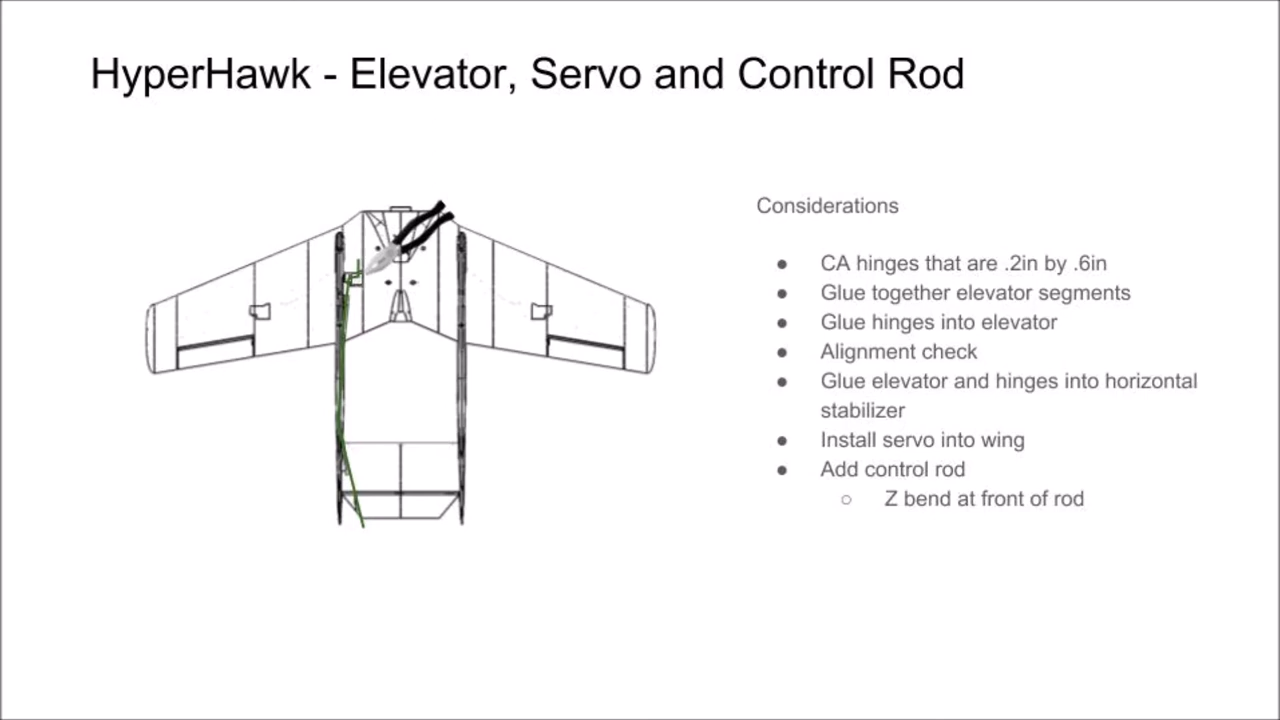 HyperHawk - Elevator, Servo and Control Rod
Considerations
● CA hinges that are .2in by .6in
● Glue together elevator segments
● Glue hinges into elevator
● Alignment check
● Glue elevator and hinges into horizontal
stabilizer
● Install servo into wing
● Add control rod
○ Z bend at front of rod